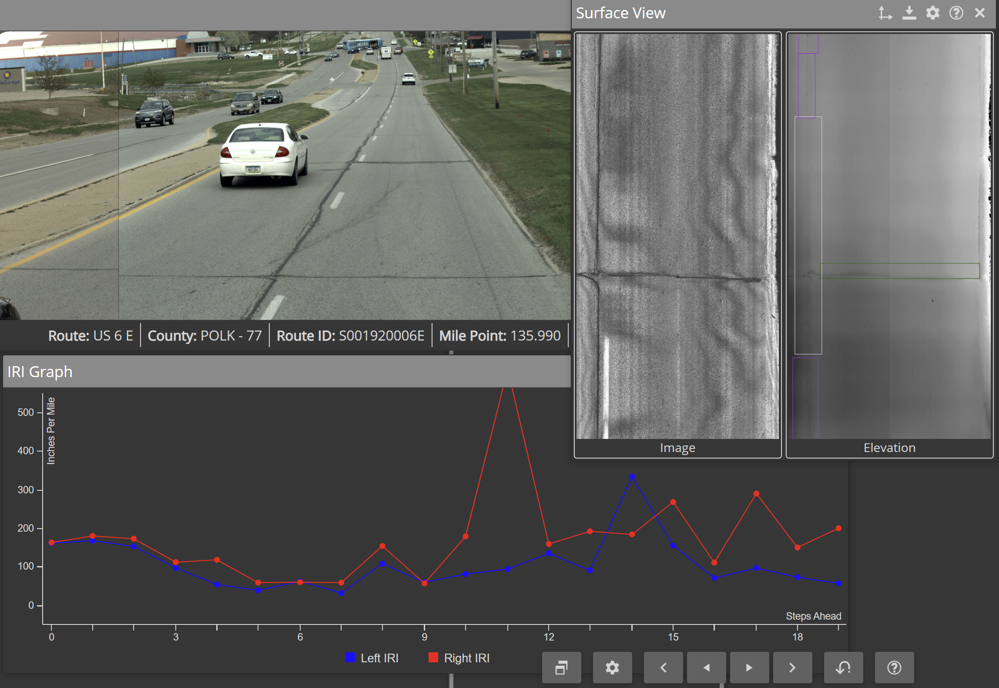 Surface View
HOPE
Storage
Route: US 6 E
County: POLK - 77
Route ID: S001920006E
Mile Point: 135.990
Image
Elevation
IRI Graph
Inches Per Mile
500
400
300
200
100
0
Steps Ahead
0 3 6 9 12 15 18
Left IRI
Right IRI